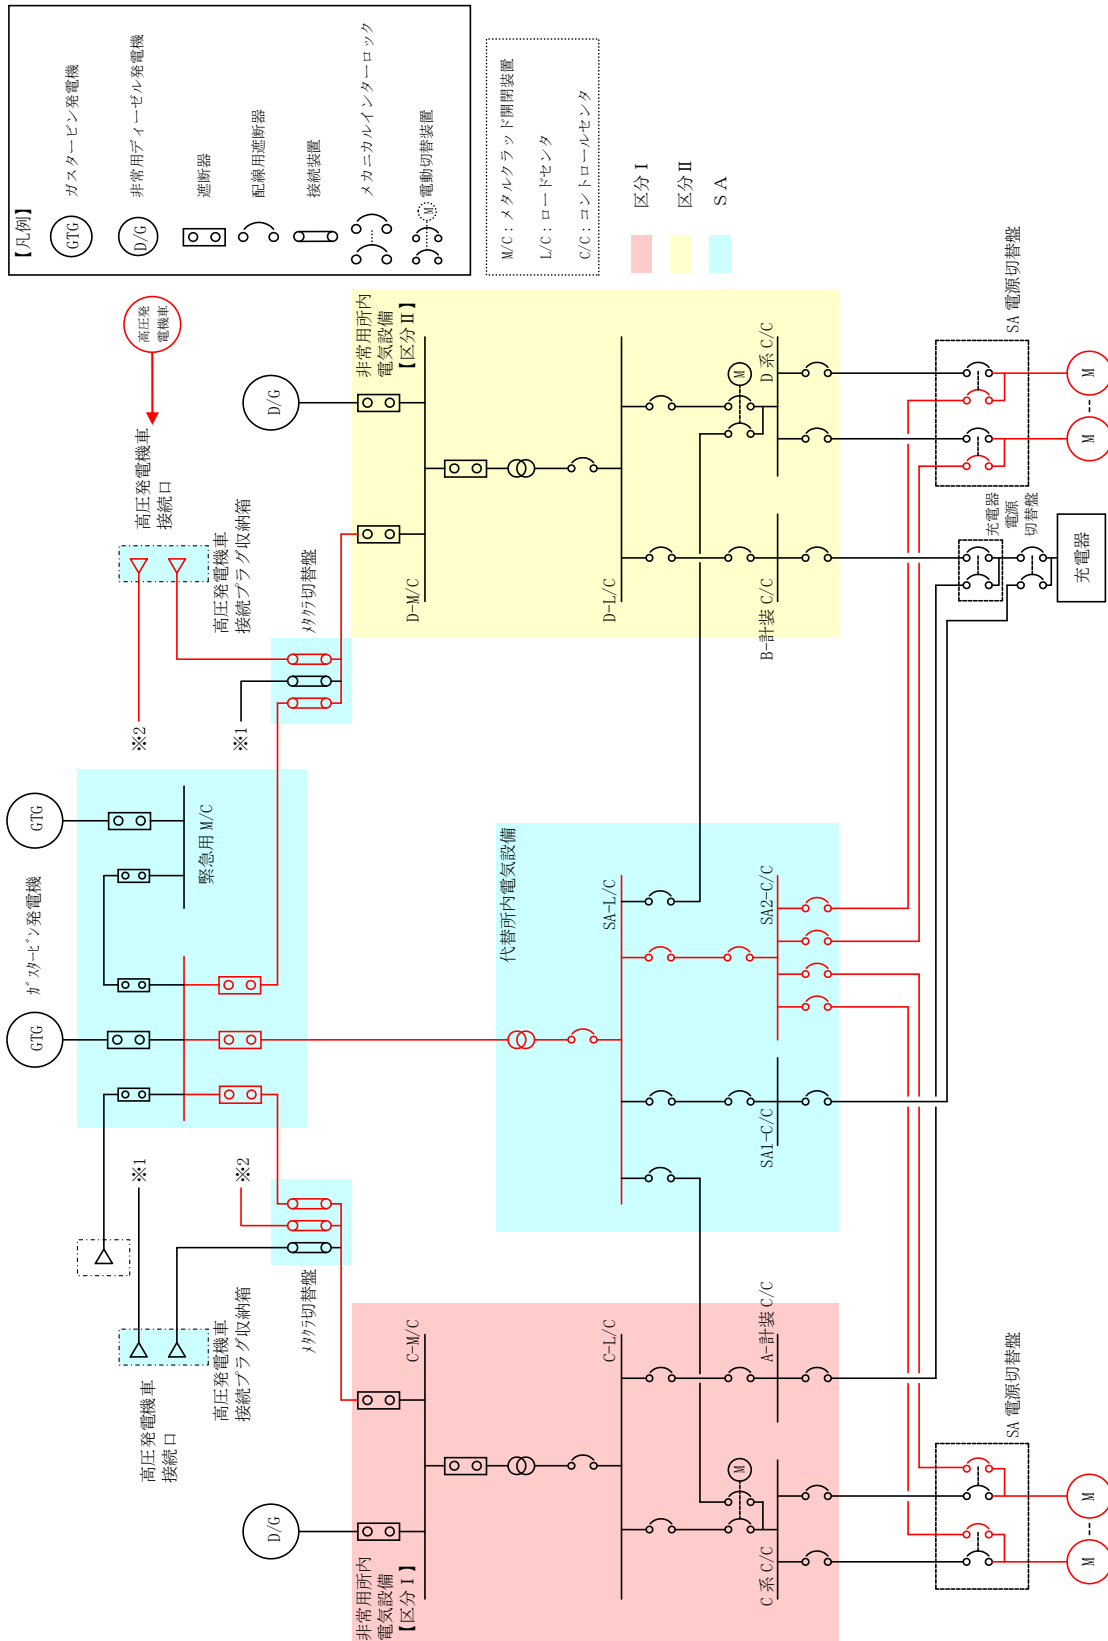 【凡例】
GTG
ガスタービン発電機
D/G
非常用ディーゼル発電機
遮断器
配線用遮断器
接続装置
メカニカルインターロック
M
電動切替装置
M/C：メタルクラッド開閉装置
L/C：ロードセンタ
C/C：コントロールセンタ
区分Ⅰ
区分Ⅱ
ＳＡ
ｶﾞｽﾀｰﾋﾞﾝ発電機
GTG
GTG
緊急用 M/C
高圧発電機車
接続口
※1
※2
高圧発電機車
接続プラグ収納箱
ﾒﾀｸﾗ切替盤
高圧発
電機車
高圧発電機車
接続口
※2
※1
高圧発電機車
接続プラグ収納箱
ﾒﾀｸﾗ切替盤
D/G
非常用所内
電気設備
【区分Ⅰ】
C-M/C
C-L/C
M
C 系 C/C
A-計装 C/C
代替所内電気設備
SA-L/C
SA1-C/C
SA2-C/C
D/G
非常用所内
電気設備
【区分Ⅱ】
D-M/C
D-L/C
M
B-計装 C/C
D 系 C/C
SA 電源切替盤
M
M
充電器
電源
切替盤
充電器
SA 電源切替盤
M
M